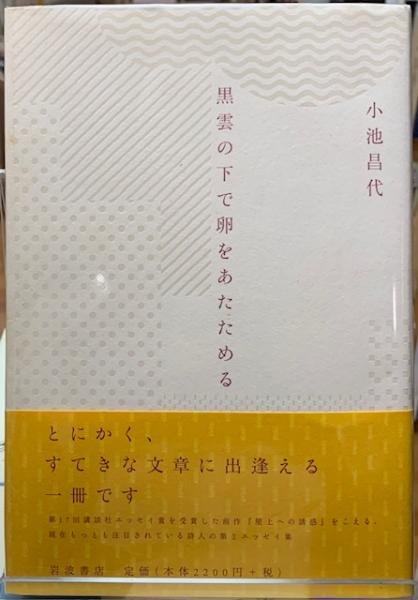 小池昌代
黒雲の下で卵をあたためる
とにかく、
すてきな文章に出逢える
一冊です
第17回講談社エッセイ賞を受賞した前作『屋上への誘惑』をこえる、
現在もっとも注目されている詩人の第2エッセイ集
岩波書店 定価(本体2200円+税)